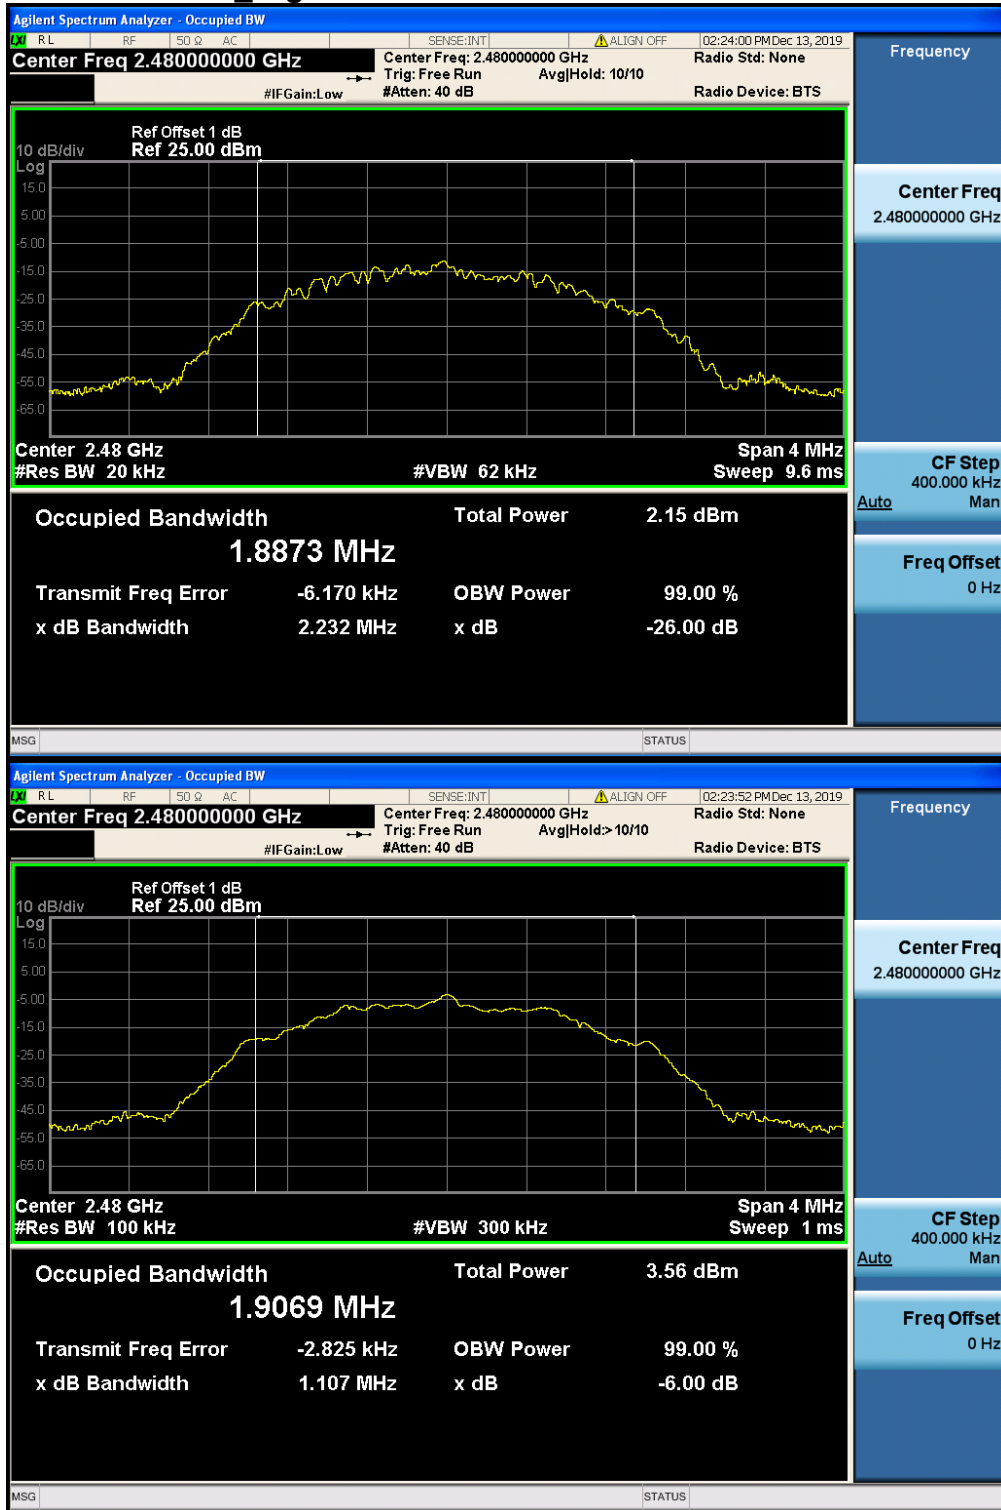 Agilent Spectrum Analyzer - Occupied BW
LXI RL RF 50 Ω AC SENSE:INT ALIGN OFF 02:24:00 PM Dec 13, 2019
Center Freq 2.480000000 GHz
Center Freq: 2.480000000 GHz
Radio Std: None
Trig: Free Run Avg|Hold: 10/10
#IFGain:Low #Atten: 40 dB Radio Device: BTS
Frequency
Ref Offset 1 dB
10 dB/div Ref 25.00 dBm
Log
15.0
5.00
-5.00
-15.0
-25.0
-35.0
-45.0
-55.0
-65.0
Center 2.48 GHz Span 4 MHz
#Res BW 20 kHz #VBW 62 kHz Sweep 9.6 ms
Center Freq
2.480000000 GHz
CF Step
400.000 kHz
Auto Man
Freq Offset
0 Hz
Occupied Bandwidth Total Power 2.15 dBm
1.8873 MHz
Transmit Freq Error -6.170 kHz OBW Power 99.00 %
x dB Bandwidth 2.232 MHz x dB -26.00 dB
MSG STATUS
Agilent Spectrum Analyzer - Occupied BW
LXI RL RF 50 Ω AC SENSE:INT ALIGN OFF 02:23:52 PM Dec 13, 2019
Center Freq 2.480000000 GHz
Center Freq: 2.480000000 GHz
Radio Std: None
Trig: Free Run Avg|Hold:> 10/10
#IFGain:Low #Atten: 40 dB Radio Device: BTS
Frequency
Ref Offset 1 dB
10 dB/div Ref 25.00 dBm
Log
15.0
5.00
-5.00
-15.0
-25.0
-35.0
-45.0
-55.0
-65.0
Center 2.48 GHz Span 4 MHz
#Res BW 100 kHz #VBW 300 kHz Sweep 1 ms
Center Freq
2.480000000 GHz
CF Step
400.000 kHz
Auto Man
Freq Offset
0 Hz
Occupied Bandwidth Total Power 3.56 dBm
1.9069 MHz
Transmit Freq Error -2.825 kHz OBW Power 99.00 %
x dB Bandwidth 1.107 MHz x dB -6.00 dB
MSG STATUS